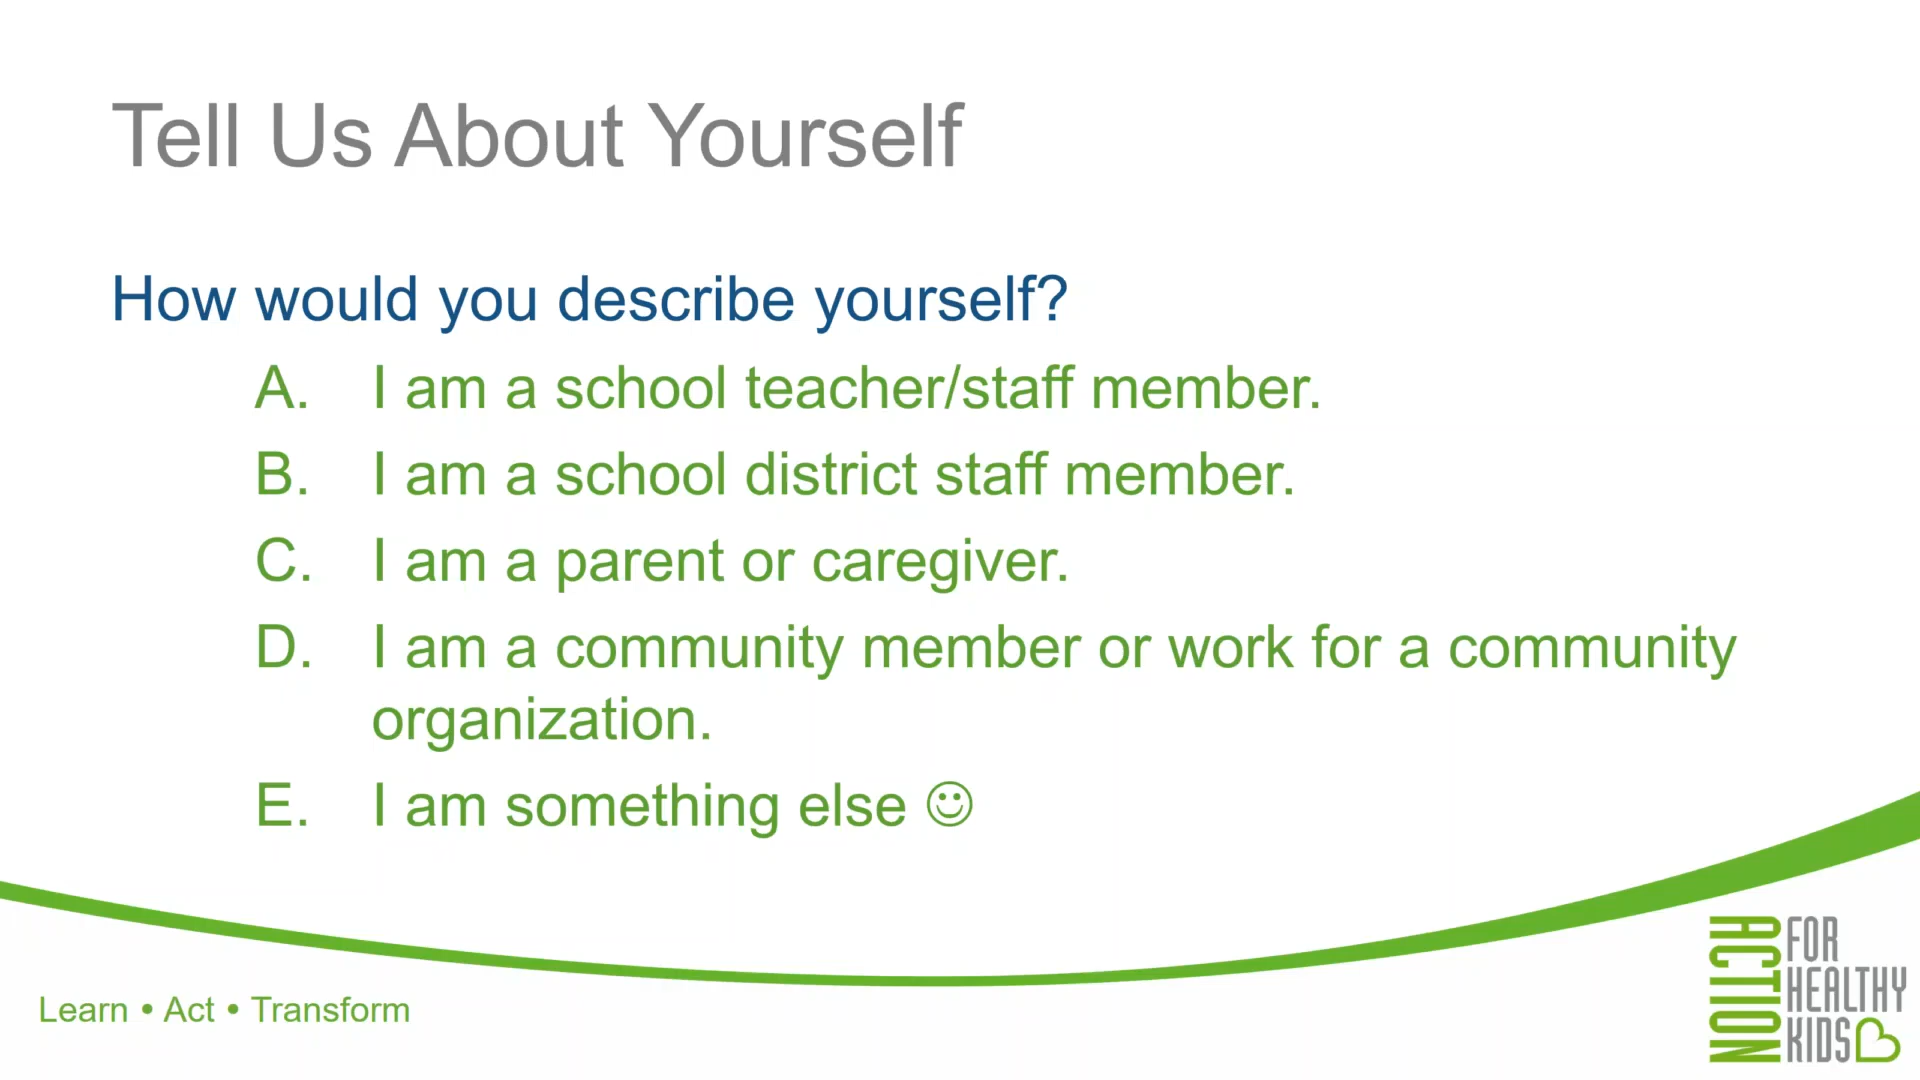 Tell Us About Yourself
How would you describe yourself?
A. I am a school teacher/staff member.
B. I am a school district staff member.
C. I am a parent or caregiver.
D. I am a community member or work for a community
organization.
E. I am something else ☺
Learn • Act • Transform
ACTION
FOR
HEALTHY
KIDS